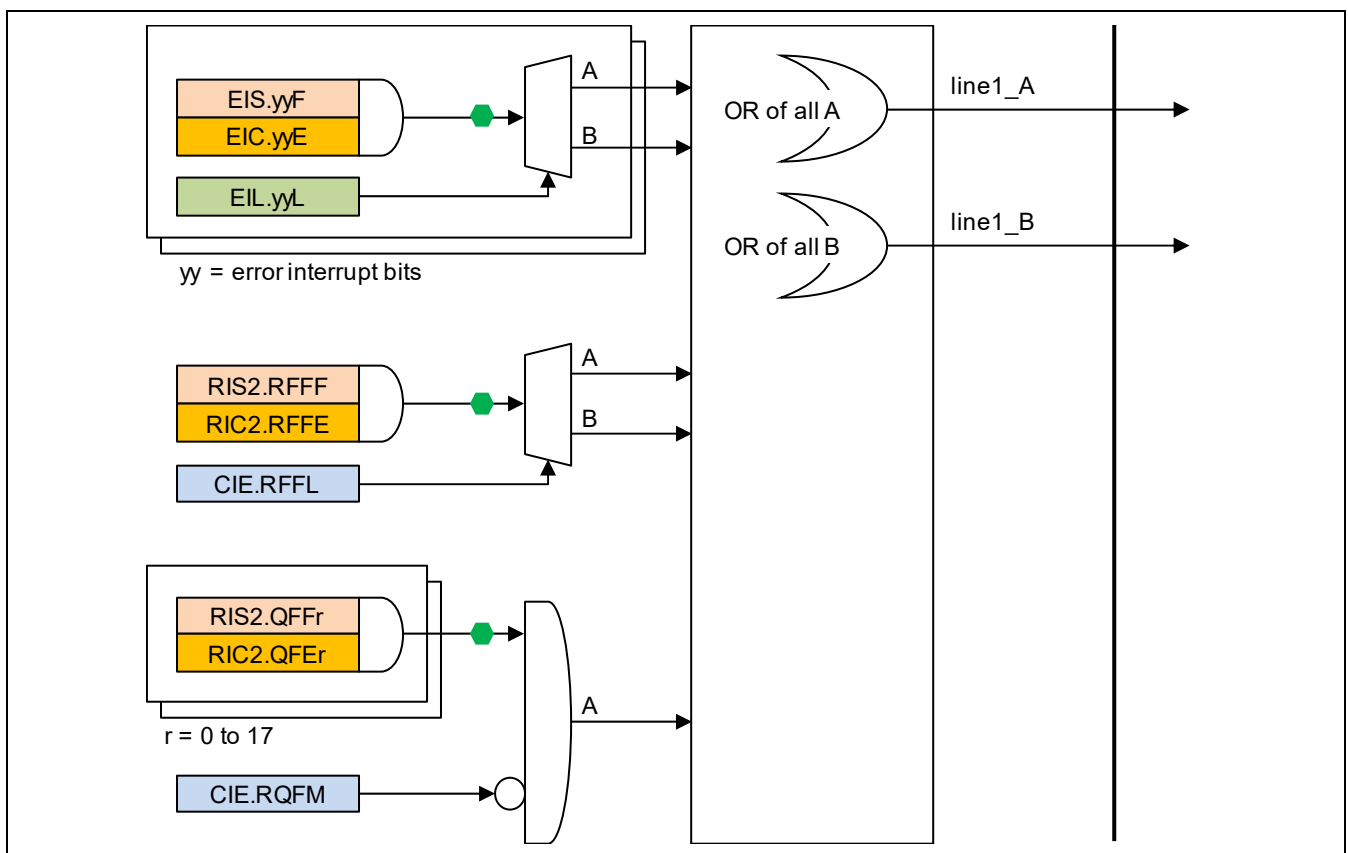 EIS.yyF
EIC.yyE
EIL.yyL
A
B
yy = error interrupt bits
OR of all A
line1_A
OR of all B
line1_B
RIS2.RFFF
RIC2.RFFE
CIE.RFFL
A
B
RIS2.QFFr
RIC2.QFEr
r = 0 to 17
CIE.RQFM
A